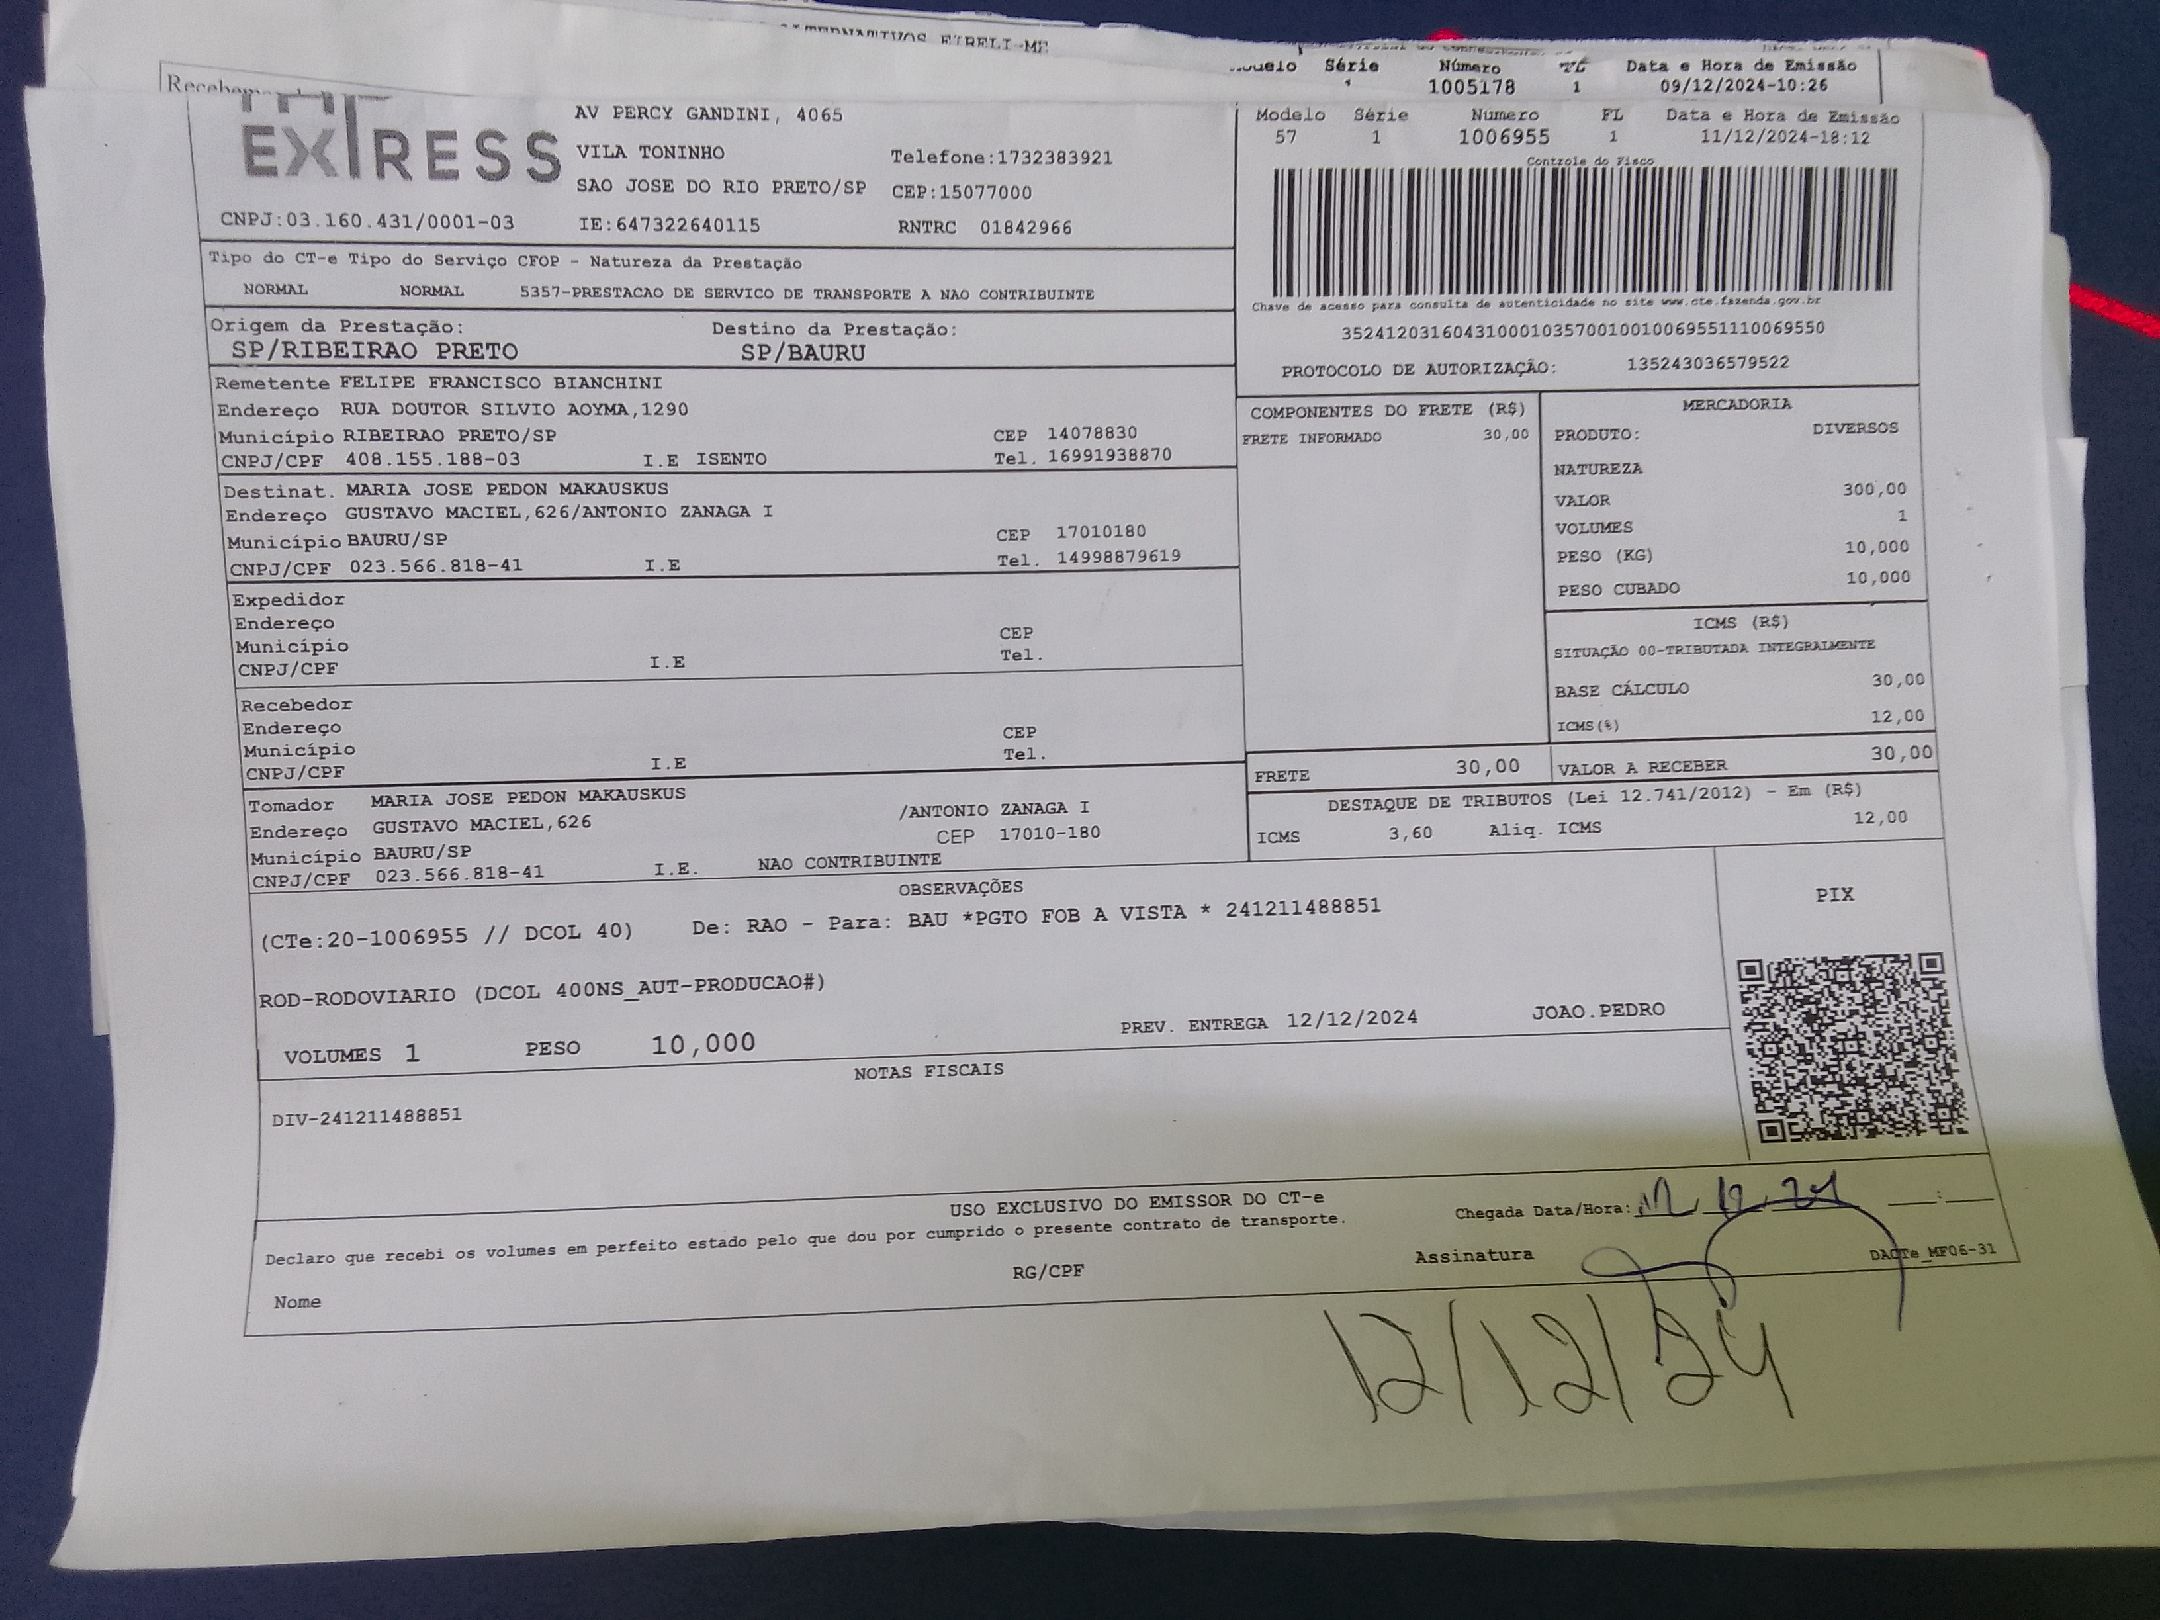 ALTERNATIVOS EIRELI-ME
Modelo Série Número FL Data e Hora de Emissão
1 1005178 1 09/12/2024-10:26
EXPRESS
AV PERCY GANDINI, 4065
VILA TONINHO Telefone:1732383921
SAO JOSE DO RIO PRETO/SP CEP:15077000
CNPJ:03.160.431/0001-03 IE:647322640115 RNTRC 01842966
Modelo Série Número FL Data e Hora de Emissão
57 1 1006955 1 11/12/2024-18:12
Controle do Fisco
Chave de acesso para consulta de autenticidade no site www.cte.fazenda.gov.br
35241203160431000103570010010069551110069550
PROTOCOLO DE AUTORIZAÇÃO: 135243036579522
Tipo do CT-e Tipo do Serviço CFOP - Natureza da Prestação
NORMAL NORMAL 5357-PRESTACAO DE SERVICO DE TRANSPORTE A NAO CONTRIBUINTE
Origem da Prestação: Destino da Prestação:
SP/RIBEIRAO PRETO SP/BAURU
Remetente FELIPE FRANCISCO BIANCHINI
Endereço RUA DOUTOR SILVIO AOYMA,1290
Município RIBEIRAO PRETO/SP CEP 14078830
CNPJ/CPF 408.155.188-03 I.E ISENTO Tel. 16991938870
Destinat. MARIA JOSE PEDON MAKAUSKUS
Endereço GUSTAVO MACIEL,626/ANTONIO ZANAGA I
Município BAURU/SP CEP 17010180
CNPJ/CPF 023.566.818-41 I.E Tel. 14998879619
Expedidor
Endereço
Município CEP
CNPJ/CPF I.E Tel.
Recebedor
Endereço
Município CEP
CNPJ/CPF I.E Tel.
Tomador MARIA JOSE PEDON MAKAUSKUS
Endereço GUSTAVO MACIEL,626 /ANTONIO ZANAGA I
Município BAURU/SP CEP 17010-180
CNPJ/CPF 023.566.818-41 I.E. NAO CONTRIBUINTE
COMPONENTES DO FRETE (R$)
FRETE INFORMADO 30,00
MERCADORIA
PRODUTO: DIVERSOS
NATUREZA
VALOR 300,00
VOLUMES 1
PESO (KG) 10,000
PESO CUBADO 10,000
ICMS (R$)
SITUAÇÃO 00-TRIBUTADA INTEGRALMENTE
BASE CÁLCULO 30,00
ICMS(%) 12,00
FRETE 30,00 VALOR A RECEBER 30,00
DESTAQUE DE TRIBUTOS (Lei 12.741/2012) - Em (R$)
ICMS 3,60 Aliq. ICMS 12,00
OBSERVAÇÕES
(CTe:20-1006955 // DCOL 40) De: RAO - Para: BAU *PGTO FOB A VISTA * 241211488851
ROD-RODOVIARIO (DCOL 400NS_AUT-PRODUCAO#)
VOLUMES 1 PESO 10,000 PREV. ENTREGA 12/12/2024 JOAO.PEDRO
PIX
NOTAS FISCAIS
DIV-241211488851
USO EXCLUSIVO DO EMISSOR DO CT-e
Declaro que recebi os volumes em perfeito estado pelo que dou por cumprido o presente contrato de transporte.
Chegada Data/Hora: 12 12 24 __:__
Nome RG/CPF Assinatura DACTe_MF06-31
12/12/24